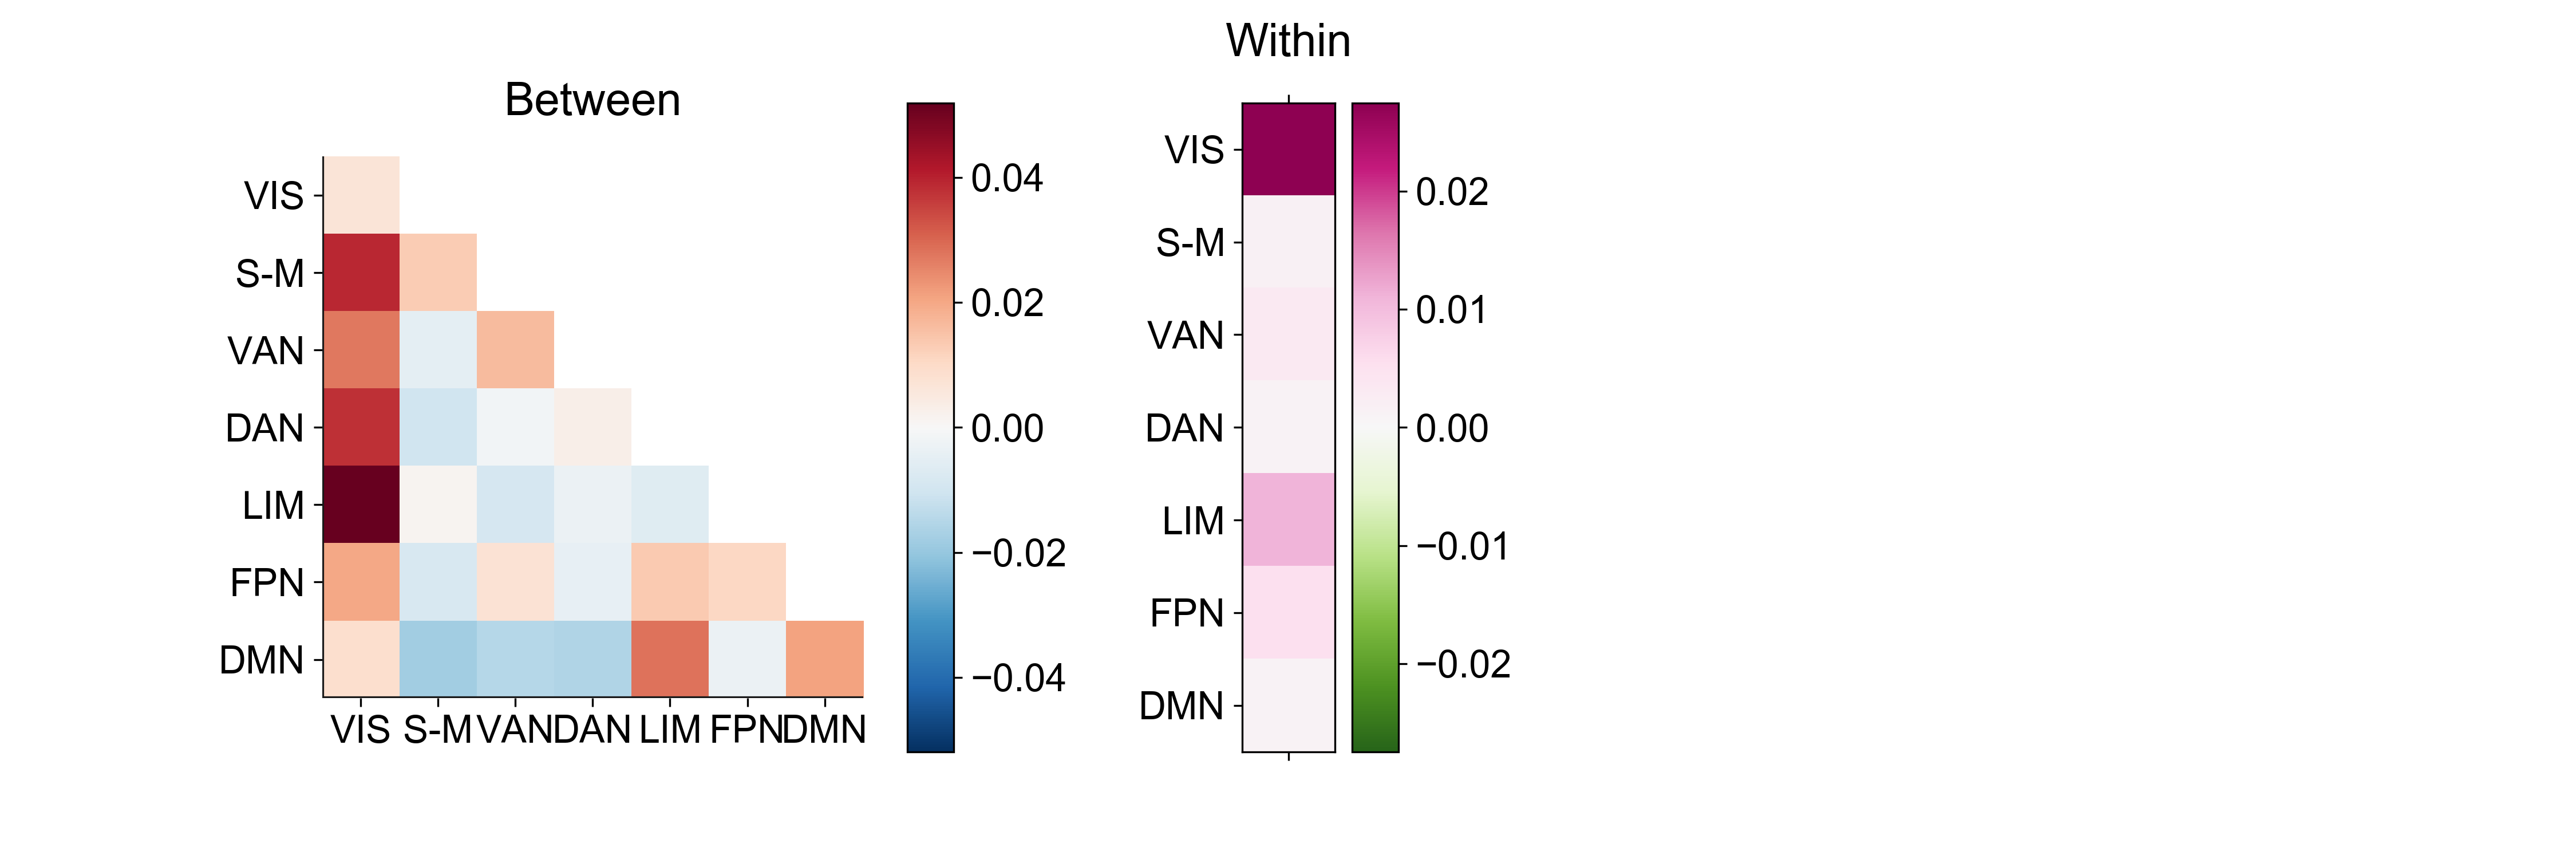 Between
VIS
S-M
VAN
DAN
LIM
FPN
DMN
VIS S-M VAN DAN LIM FPN DMN
0.04
0.02
0.00
−0.02
−0.04
Within
VIS
S-M
VAN
DAN
LIM
FPN
DMN
0.02
0.01
0.00
−0.01
−0.02